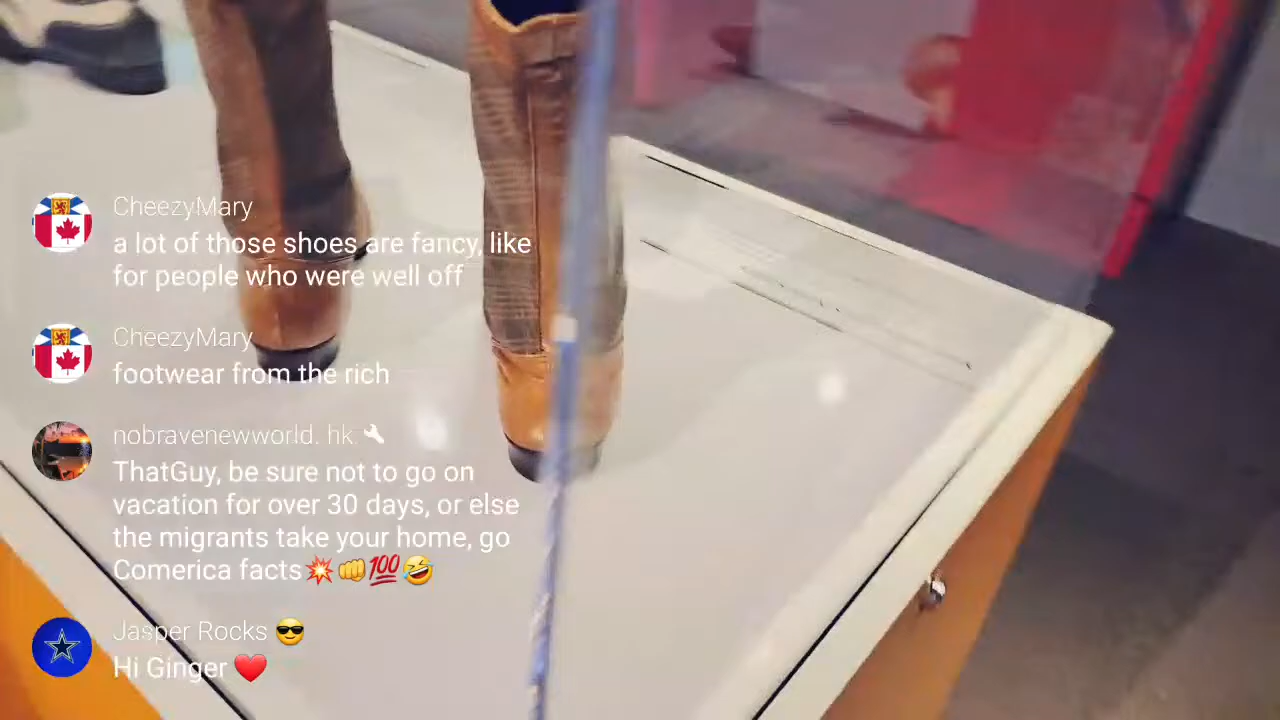 CheezyMary
a lot of those shoes are fancy, like
for people who were well off
CheezyMary
footwear from the rich
nobravenewworld. hk.🔧
ThatGuy, be sure not to go on
vacation for over 30 days, or else
the migrants take your home, go
Comerica facts💥👊💯🤣
Jasper Rocks 😎
Hi Ginger ❤️